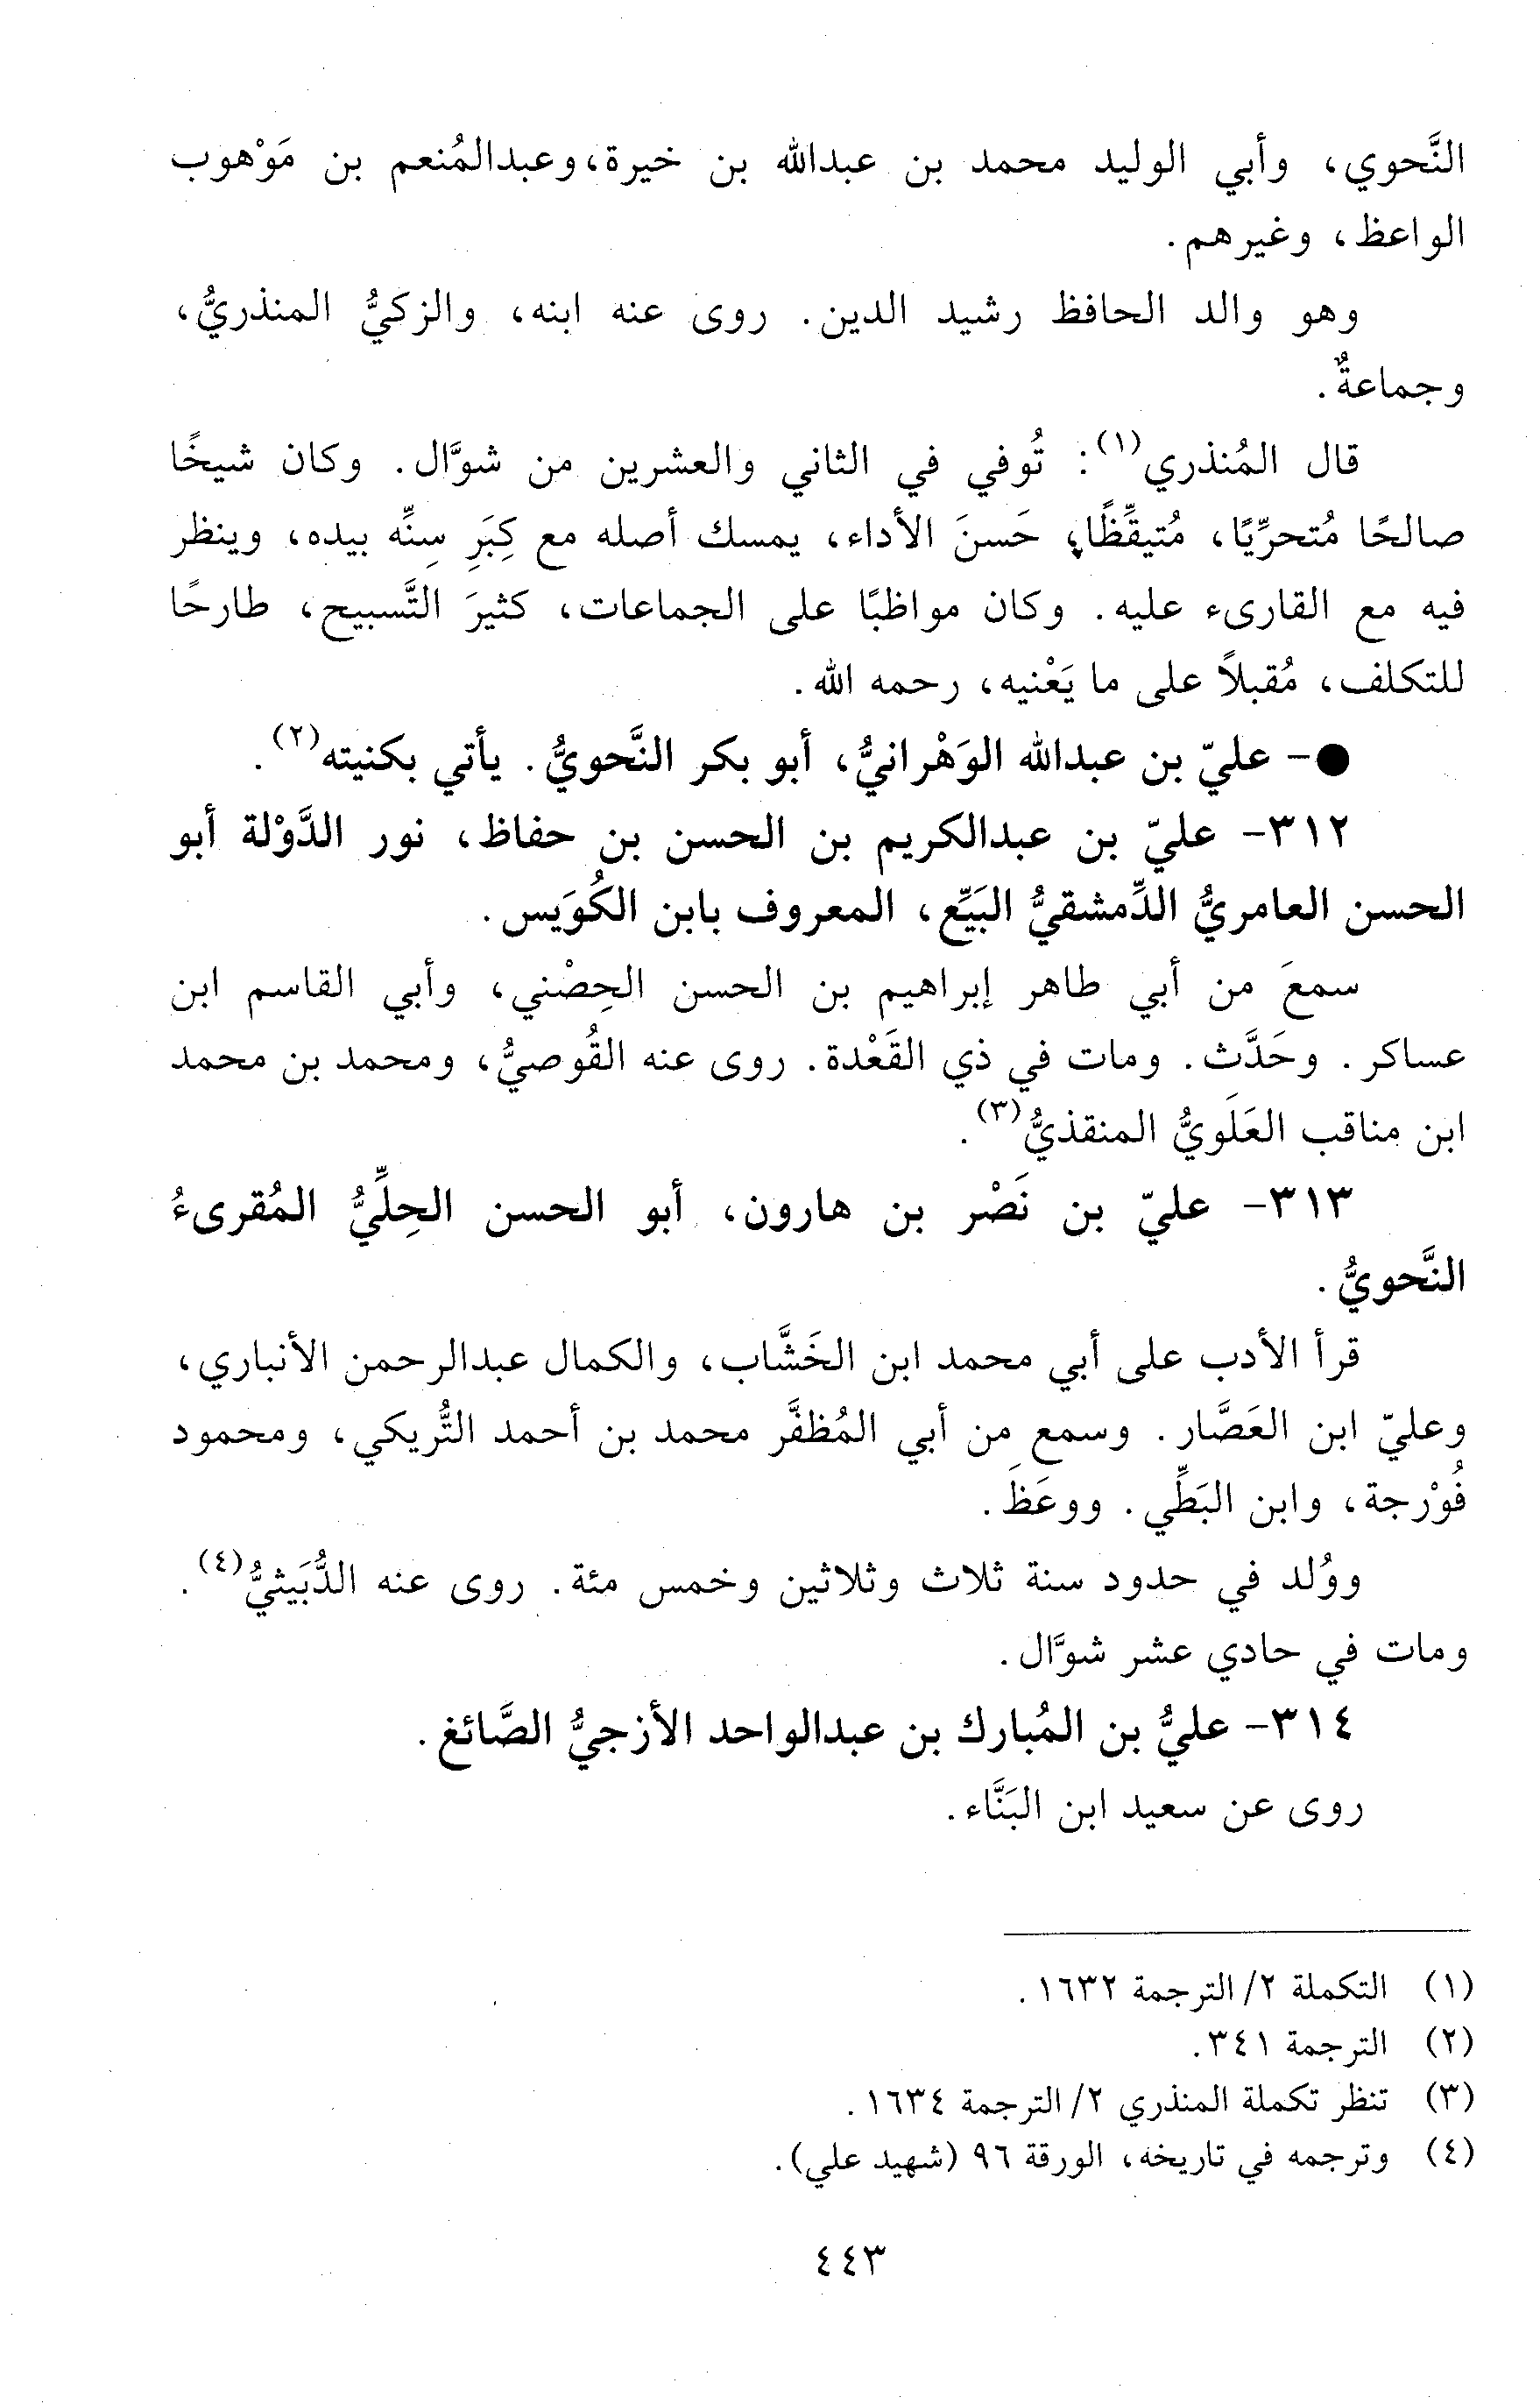 النَّحوي، وأبي الوليد محمد بن عبدالله بن خيرة، وعبدالمُنعم بن مَوْهوب
الواعظ، وغيرهم.
وهو والد الحافظ رشيد الدين. روى عنه ابنه، والزكيُّ المنذريُّ،
وجماعةٌ.
قال المُنذري(١): تُوفي في الثاني والعشرين من شوَّال. وكان شيخًا
صالحًا مُتحرِّيًا، مُتيقِّظًا، حَسنَ الأداء، يمسك أصله مع كِبَرِ سِنِّه بيده، وينظر
فيه مع القارىء عليه. وكان مواظبًا على الجماعات، كثيرَ التَّسبيح، طارحًا
للتكلف، مُقبلاً على ما يَعْنيه، رحمه الله.
●- عليّ بن عبدالله الوَهْرانيُّ، أبو بكر النَّحويُّ. يأتي بكنيته(٢).
٣١٢- عليّ بن عبدالكريم بن الحسن بن حفاظ، نور الدَّوْلة أبو
الحسن العامريُّ الدِّمشقيُّ البَيِّع، المعروف بابن الكُوَيس.
سمعَ من أبي طاهر إبراهيم بن الحسن الحِصْني، وأبي القاسم ابن
عساكر. وحَدَّث. ومات في ذي القَعْدة. روى عنه القُوصيُّ، ومحمد بن محمد
ابن مناقب العَلَويُّ المنقذيُّ(٣).
٣١٣- عليّ بن نَصْر بن هارون، أبو الحسن الحِلِّيُّ المُقرىءُ
النَّحويُّ.
قرأ الأدب على أبي محمد ابن الخَشَّاب، والكمال عبدالرحمن الأنباري،
وعليّ ابن العَصَّار. وسمع من أبي المُظفَّر محمد بن أحمد التُّريكي، ومحمود
فُوْرجة، وابن البَطِّي. ووعَظَ.
ووُلد في حدود سنة ثلاث وثلاثين وخمس مئة. روى عنه الدُّبَيثيُّ(٤).
ومات في حادي عشر شوَّال.
٣١٤- عليُّ بن المُبارك بن عبدالواحد الأزجيُّ الصَّائغ.
روى عن سعيد ابن البَنَّاء.
(١) التكملة ٢/ الترجمة ١٦٣٢.
(٢) الترجمة ٣٤١.
(٣) تنظر تكملة المنذري ٢/ الترجمة ١٦٣٤.
(٤) وترجمه في تاريخه، الورقة ٩٦ (شهيد علي).
٤٤٣